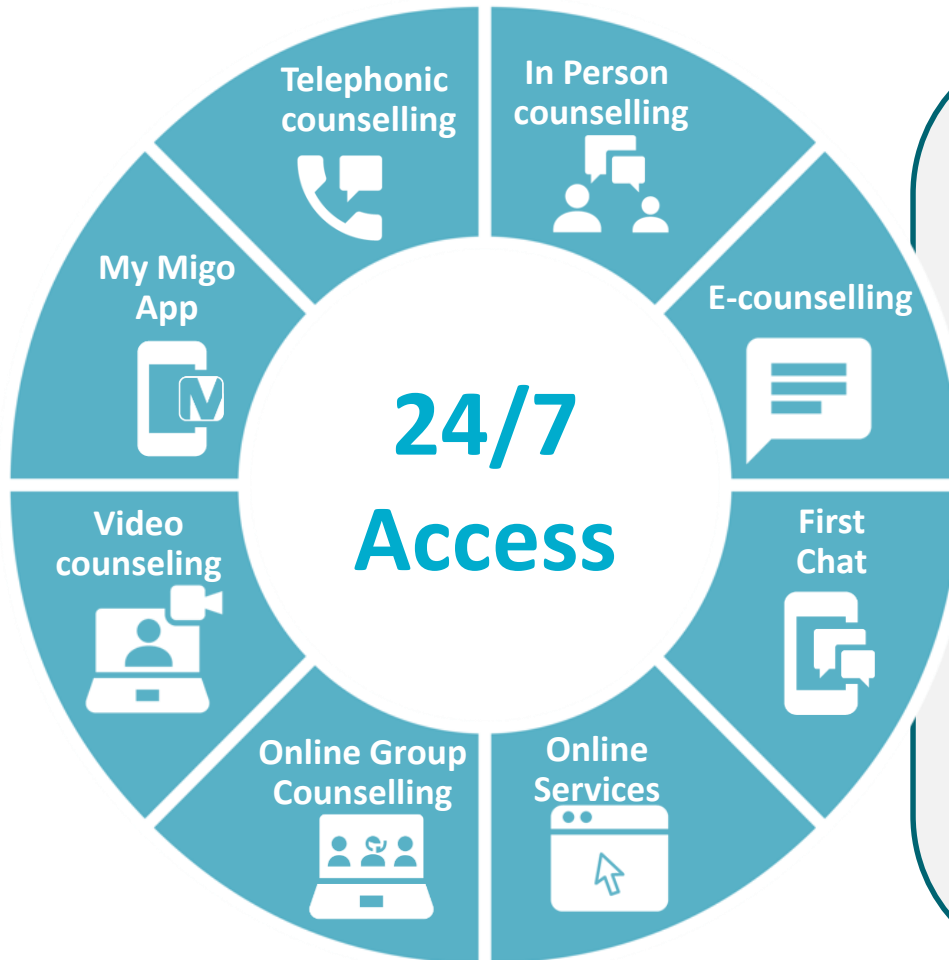 Telephonic
counselling
In Person
counselling
My Migo
App
E-counselling
24/7
Access
Video
counseling
First
Chat
Online Group
Counselling
Online
Services